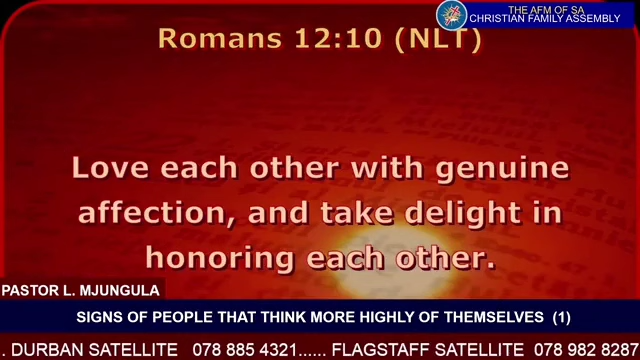 THE AFM OF SA
CHRISTIAN FAMILY ASSEMBLY
Romans 12:10 (NLT)
Love each other with genuine
affection, and take delight in
honoring each other.
PASTOR L. MJUNGULA
SIGNS OF PEOPLE THAT THINK MORE HIGHLY OF THEMSELVES (1)
. DURBAN SATELLITE 078 885 4321...... FLAGSTAFF SATELLITE 078 982 8287